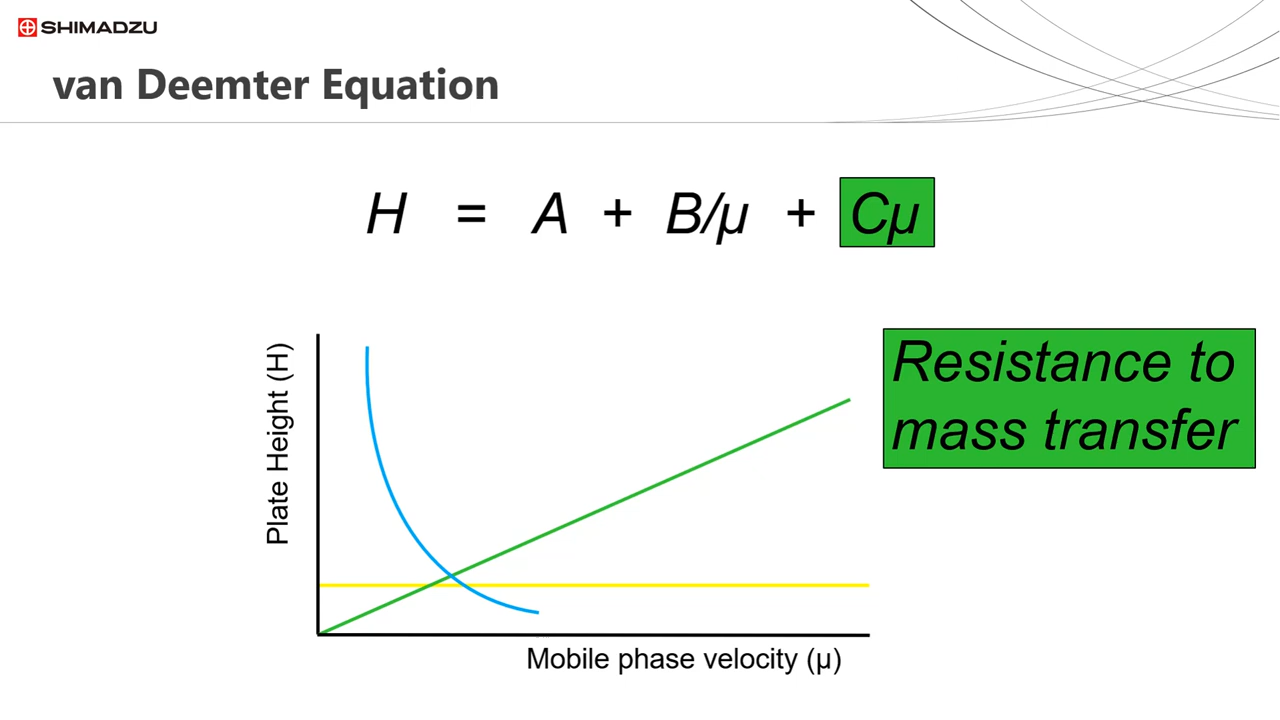 SHIMADZU
van Deemter Equation
H = A + B/µ + Cµ
Plate Height (H)
Resistance to
mass transfer
Mobile phase velocity (µ)